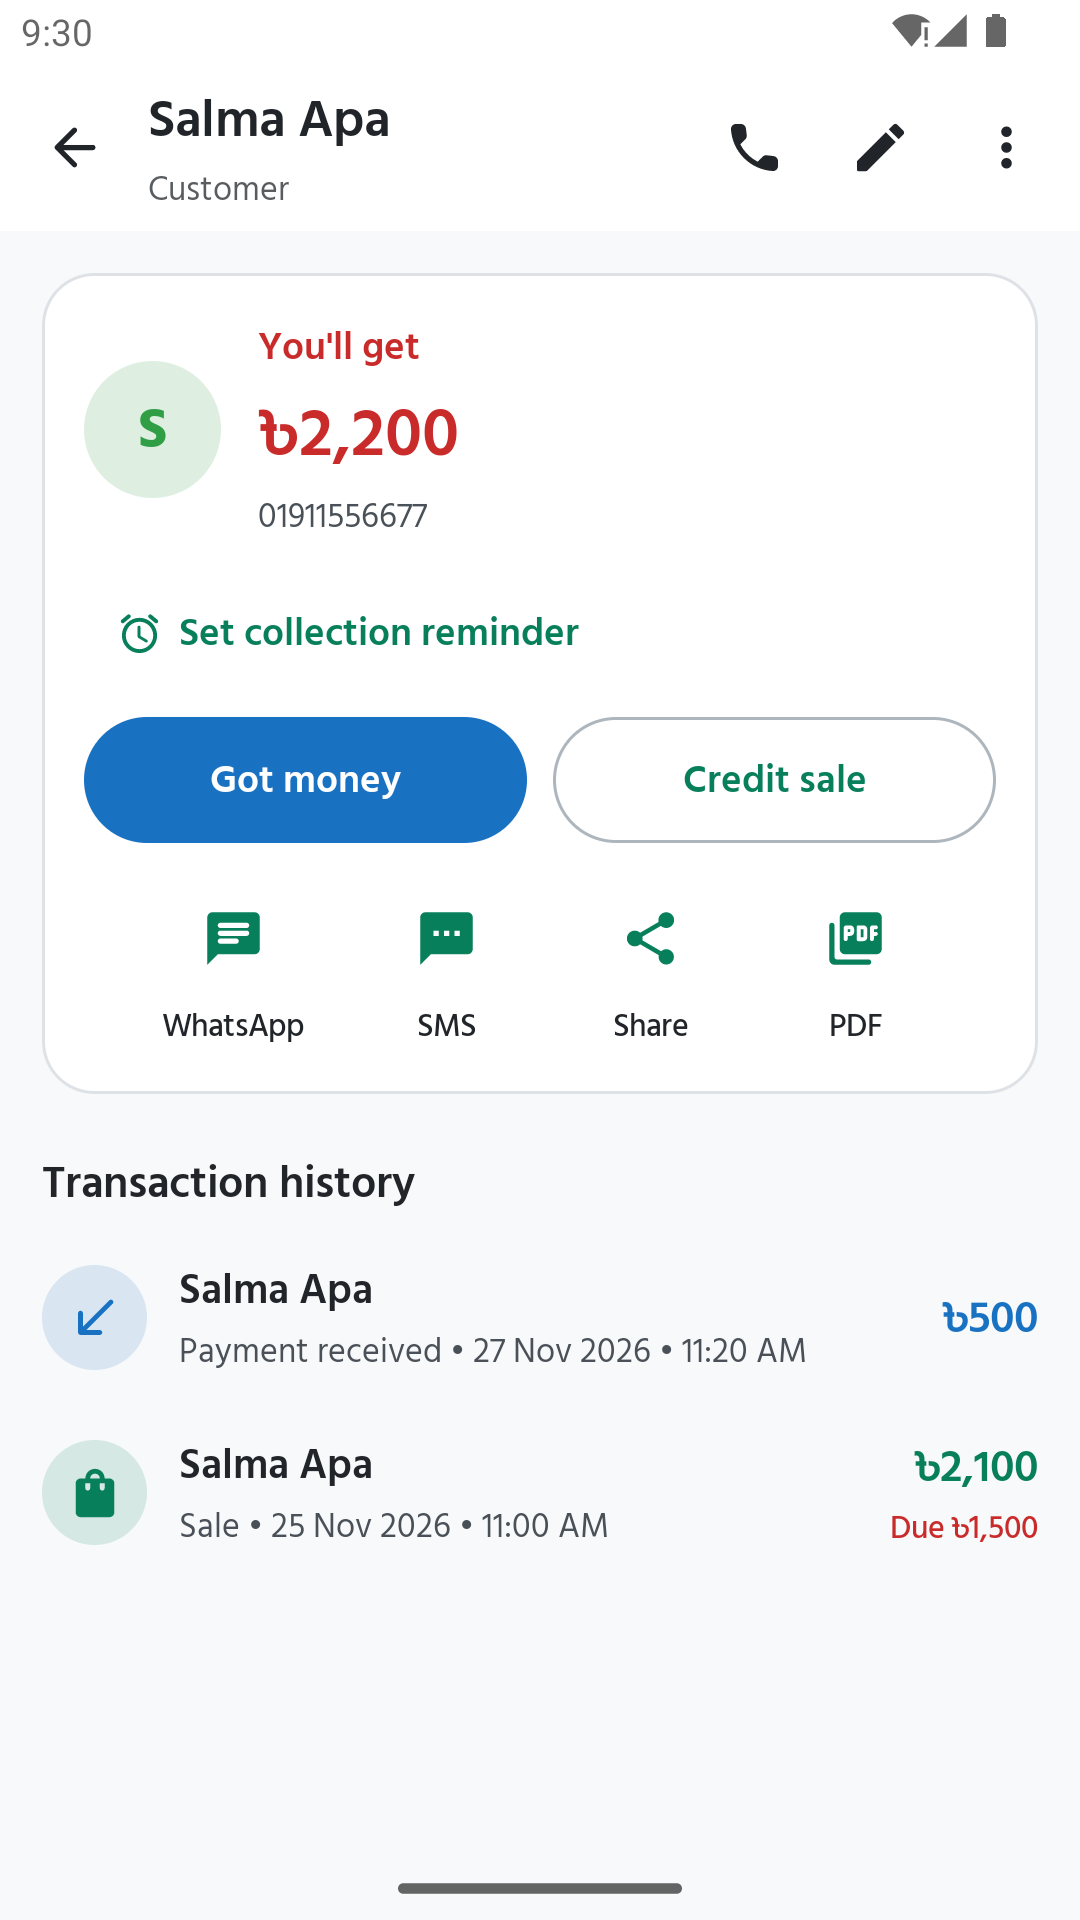 9:30
Salma Apa
Customer
You'll get
৳2,200
S
01911556677
Set collection reminder
Got money
Credit sale
WhatsApp
SMS
Share
PDF
PDF
Transaction history
Salma Apa
৳500
Payment received • 27 Nov 2026 • 11:20 AM
Salma Apa
৳2,100
Sale • 25 Nov 2026 • 11:00 AM
Due ৳1,500